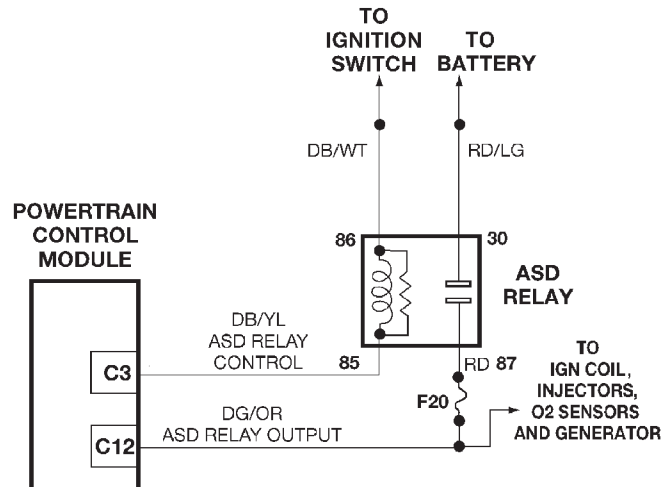 TO
IGNITION
SWITCH
TO
BATTERY
DB/WT
RD/LG
POWERTRAIN
CONTROL
MODULE
86
30
ASD
RELAY
DB/YL
ASD RELAY
CONTROL
85
RD 87
C3
F20
TO
IGN COIL,
INJECTORS,
O2 SENSORS
AND GENERATOR
DG/OR
ASD RELAY OUTPUT
C12